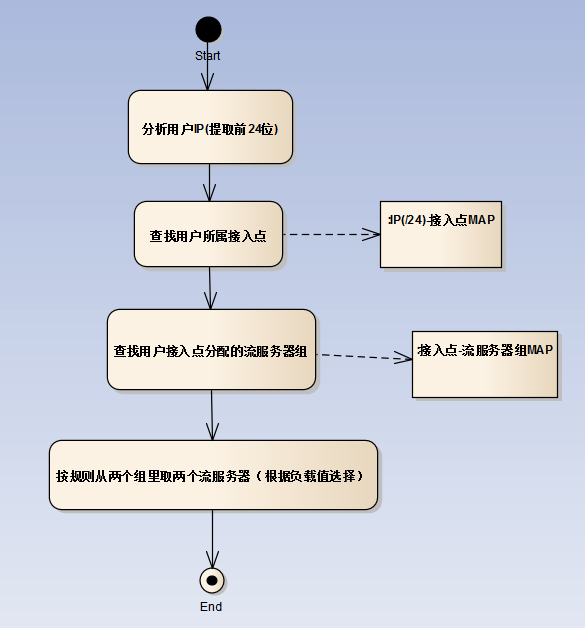 Start
分析用户IP(提取前24位)
查找用户所属接入点
:IP(/24)-接入点MAP
查找用户接入点分配的流服务器组
:接入点-流服务器组MAP
按规则从两个组里取两个流服务器（根据负载值选择）
End